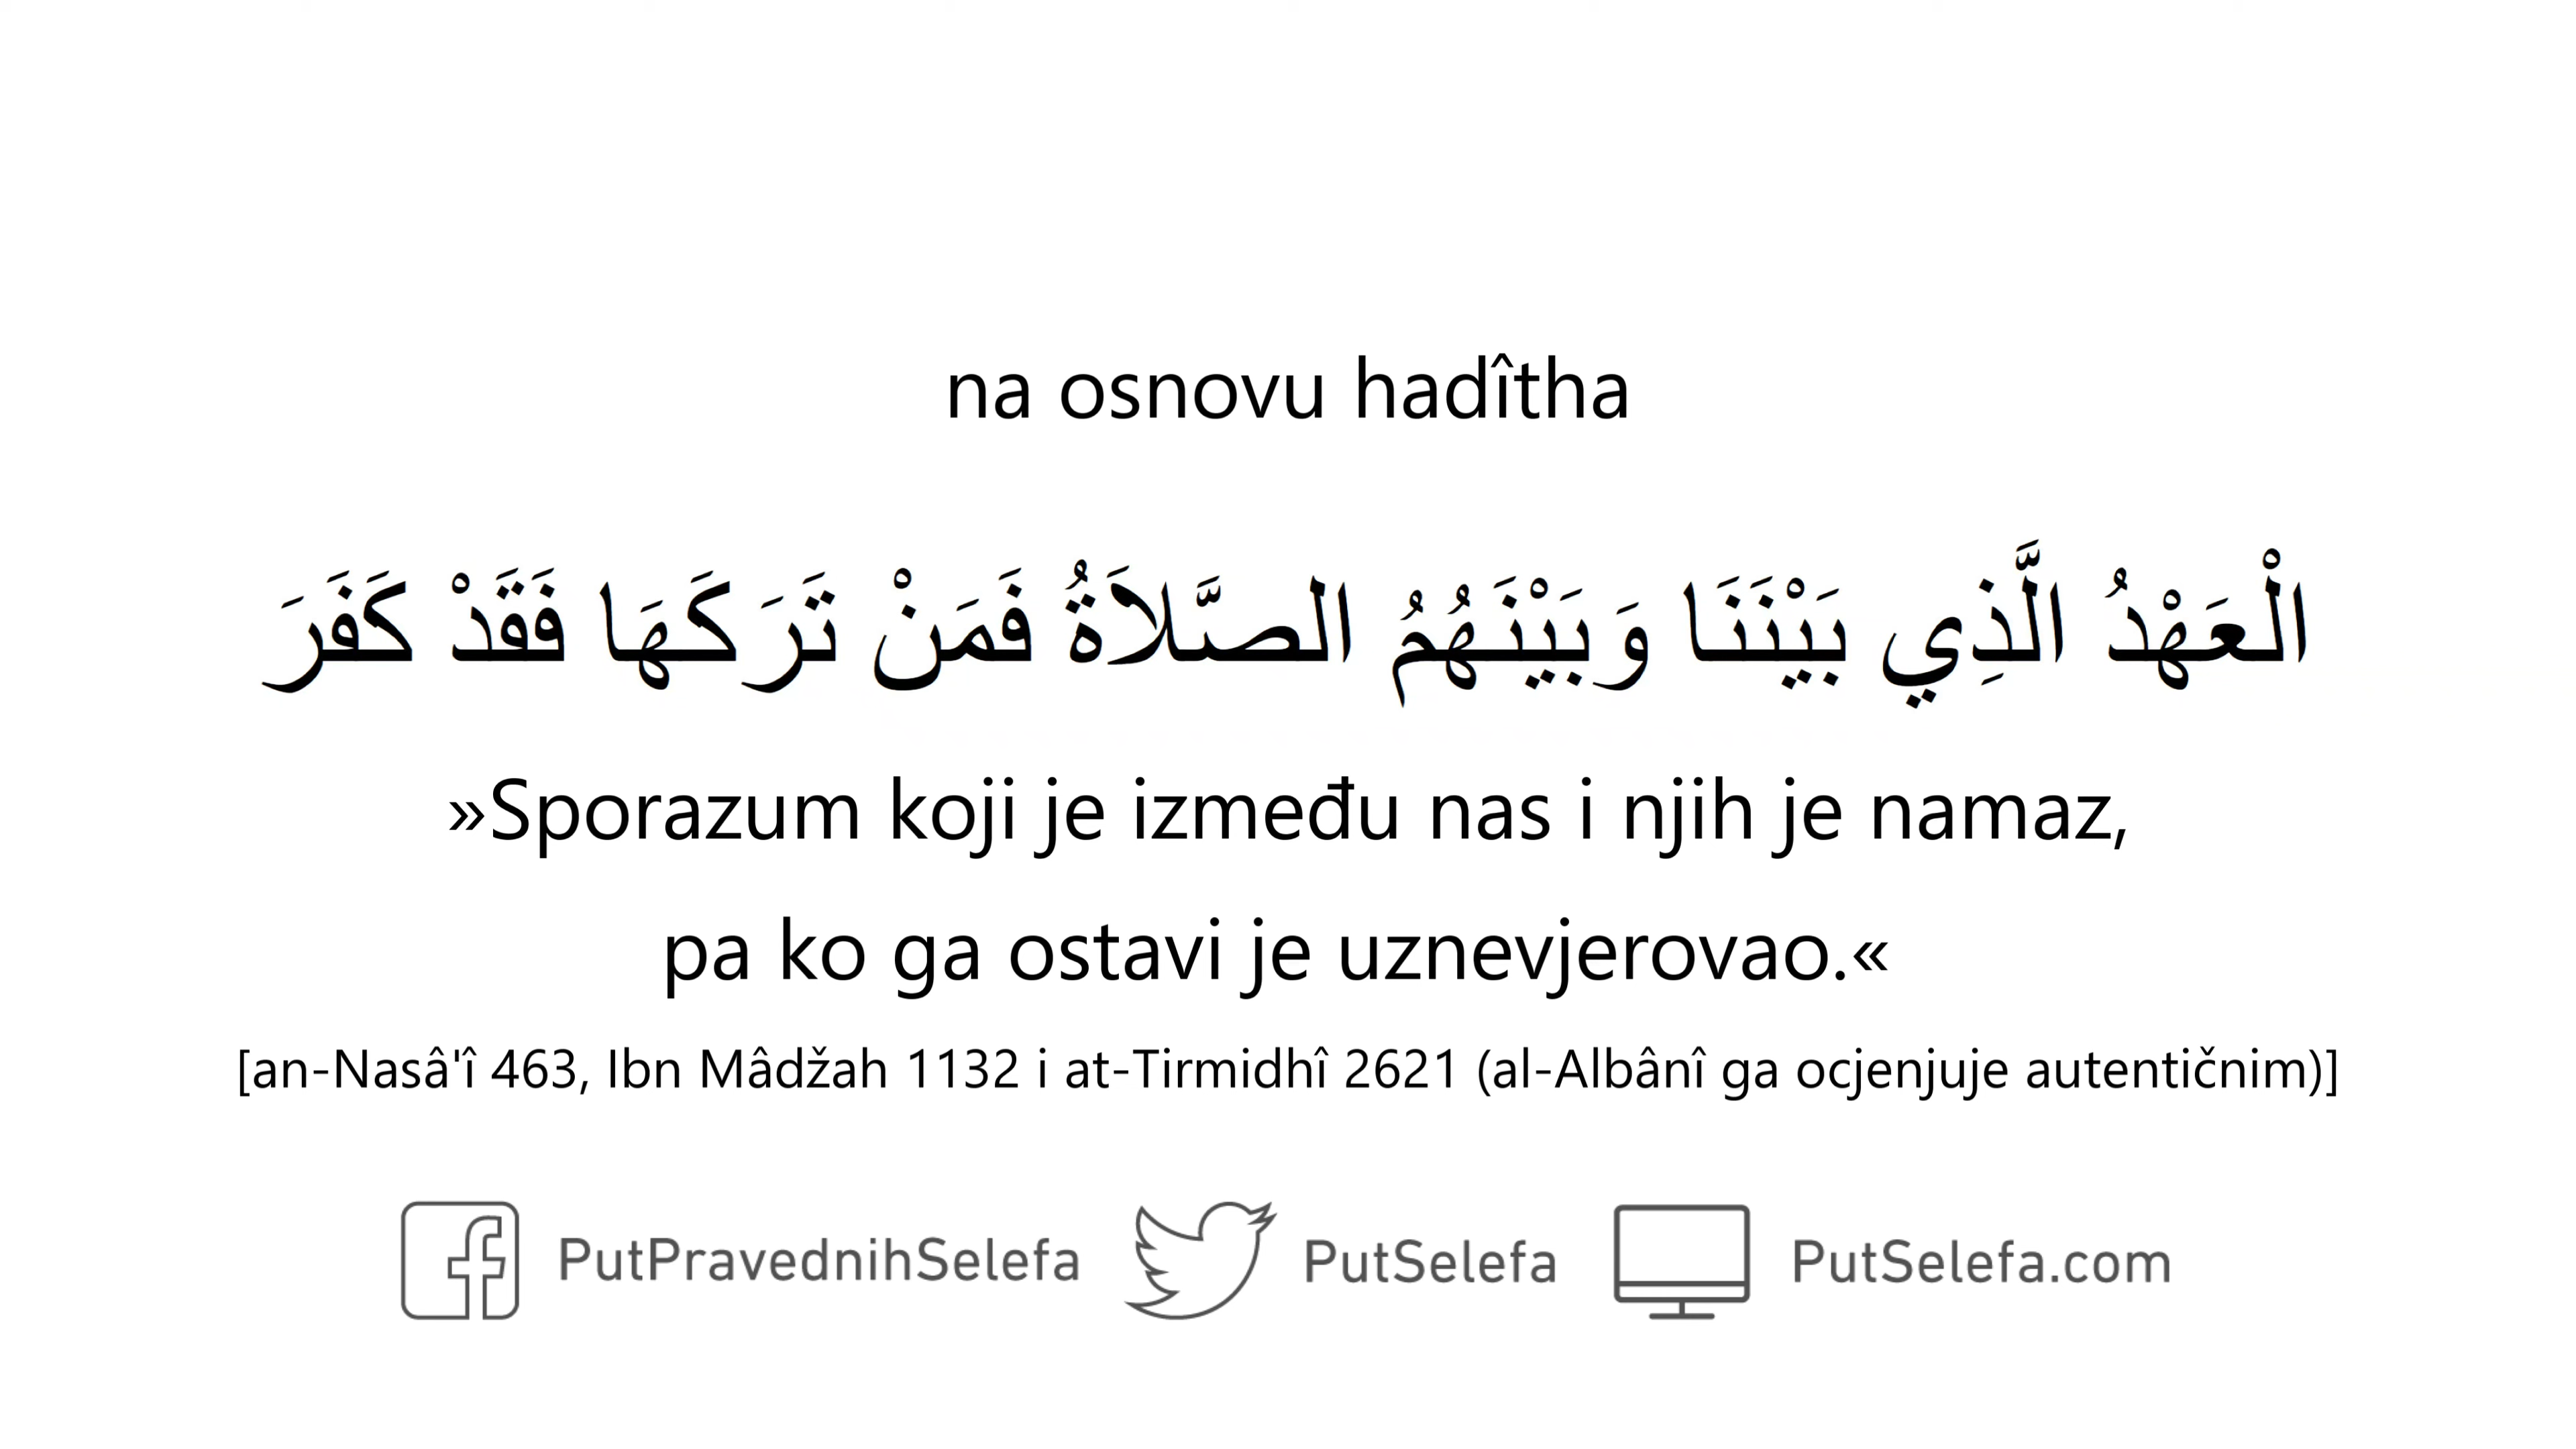 na osnovu hadîtha
الْعَهْدُ الَّذِي بَيْنَنَا وَبَيْنَهُمُ الصَّلاَةُ فَمَنْ تَرَكَهَا فَقَدْ كَفَرَ
»Sporazum koji je između nas i njih je namaz,
pa ko ga ostavi je uznevjerovao.«
[an-Nasâ'î 463, Ibn Mâdžah 1132 i at-Tirmidhî 2621 (al-Albânî ga ocjenjuje autentičnim)]
PutPravednihSelefa PutSelefa PutSelefa.com